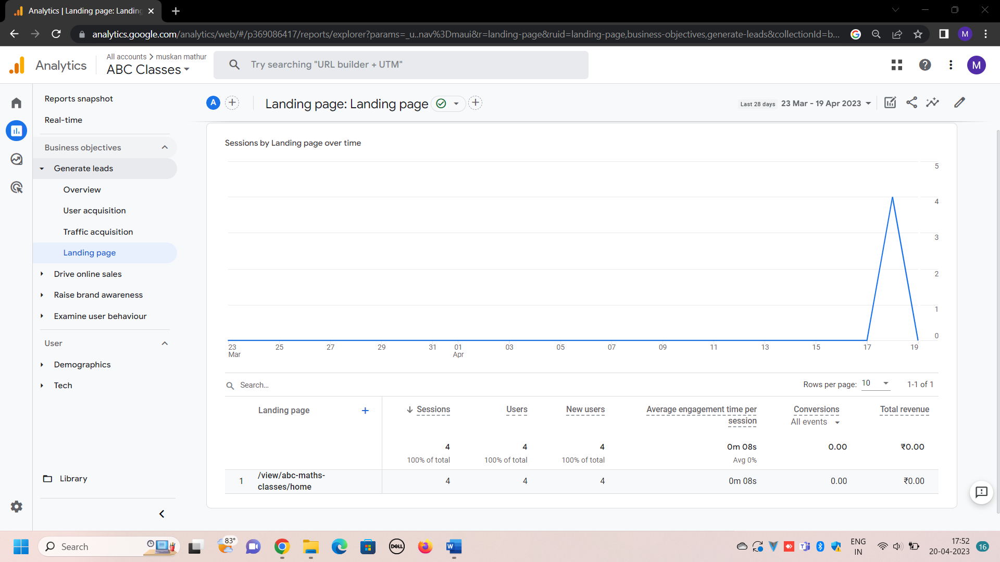 Analytics | Landing page: Landing
analytics.google.com/analytics/web/#/p369086417/reports/explorer?params=_u..nav%3Dmaui&r=landing-page&ruid=landing-page,business-objectives,generate-leads&collectionId=b...
M
Analytics
All accounts > muskan mathur
ABC Classes
Try searching "URL builder + UTM"
M
Reports snapshot
Real-time
Business objectives
Generate leads
Overview
User acquisition
Traffic acquisition
Landing page
Drive online sales
Raise brand awareness
Examine user behaviour
User
Demographics
Tech
Library
A
Landing page: Landing page
Last 28 days 23 Mar - 19 Apr 2023
Sessions by Landing page over time
5
4
3
2
1
0
23 25 27 29 31 01 03 05 07 09 11 13 15 17 19
Mar Apr
Search...
Rows per page: 10 1-1 of 1
Landing page + Sessions Users New users Average engagement time per session Conversions Total revenue
All events
4 4 4 0m 08s 0.00 ₹0.00
100% of total 100% of total 100% of total Avg 0%
1 /view/abc-maths-
classes/home 4 4 4 0m 08s 0.00 ₹0.00
Search
83°
DELL
W
ENG
IN
17:52
20-04-2023
16